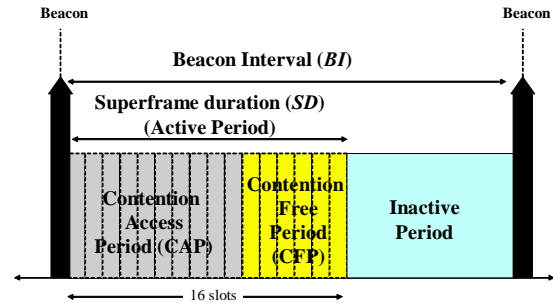 Beacon
Beacon
Beacon Interval (BI)
Superframe duration (SD)
(Active Period)
Contention
Access
Period (CAP)
Contention
Free
Period
(CFP)
Inactive
Period
16 slots